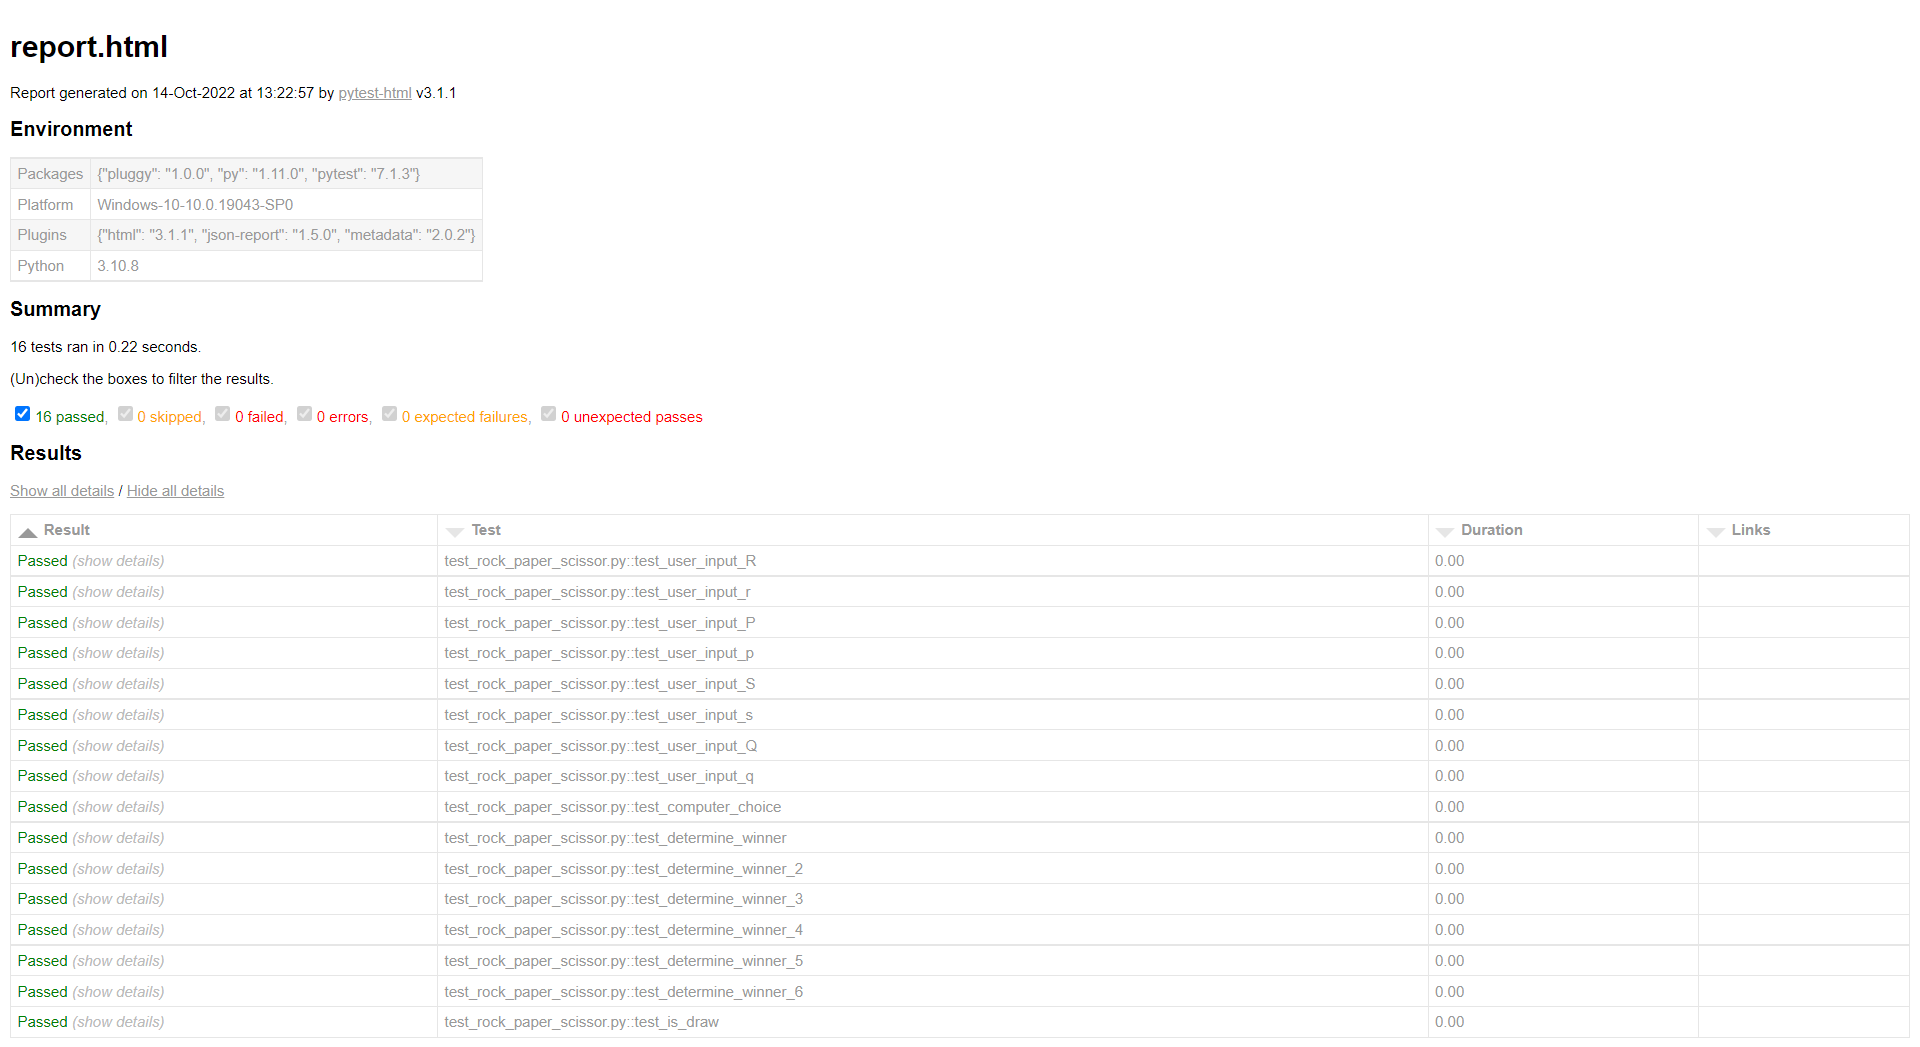 report.html
Report generated on 14-Oct-2022 at 13:22:57 by pytest-html v3.1.1
Environment
Packages {"pluggy": "1.0.0", "py": "1.11.0", "pytest": "7.1.3"}
Platform Windows-10-10.0.19043-SP0
Plugins {"html": "3.1.1", "json-report": "1.5.0", "metadata": "2.0.2"}
Python 3.10.8
Summary
16 tests ran in 0.22 seconds.
(Un)check the boxes to filter the results.
16 passed, 0 skipped, 0 failed, 0 errors, 0 expected failures, 0 unexpected passes
Results
Show all details / Hide all details
Result Test Duration Links
Passed (show details) test_rock_paper_scissor.py::test_user_input_R 0.00
Passed (show details) test_rock_paper_scissor.py::test_user_input_r 0.00
Passed (show details) test_rock_paper_scissor.py::test_user_input_P 0.00
Passed (show details) test_rock_paper_scissor.py::test_user_input_p 0.00
Passed (show details) test_rock_paper_scissor.py::test_user_input_S 0.00
Passed (show details) test_rock_paper_scissor.py::test_user_input_s 0.00
Passed (show details) test_rock_paper_scissor.py::test_user_input_Q 0.00
Passed (show details) test_rock_paper_scissor.py::test_user_input_q 0.00
Passed (show details) test_rock_paper_scissor.py::test_computer_choice 0.00
Passed (show details) test_rock_paper_scissor.py::test_determine_winner 0.00
Passed (show details) test_rock_paper_scissor.py::test_determine_winner_2 0.00
Passed (show details) test_rock_paper_scissor.py::test_determine_winner_3 0.00
Passed (show details) test_rock_paper_scissor.py::test_determine_winner_4 0.00
Passed (show details) test_rock_paper_scissor.py::test_determine_winner_5 0.00
Passed (show details) test_rock_paper_scissor.py::test_determine_winner_6 0.00
Passed (show details) test_rock_paper_scissor.py::test_is_draw 0.00